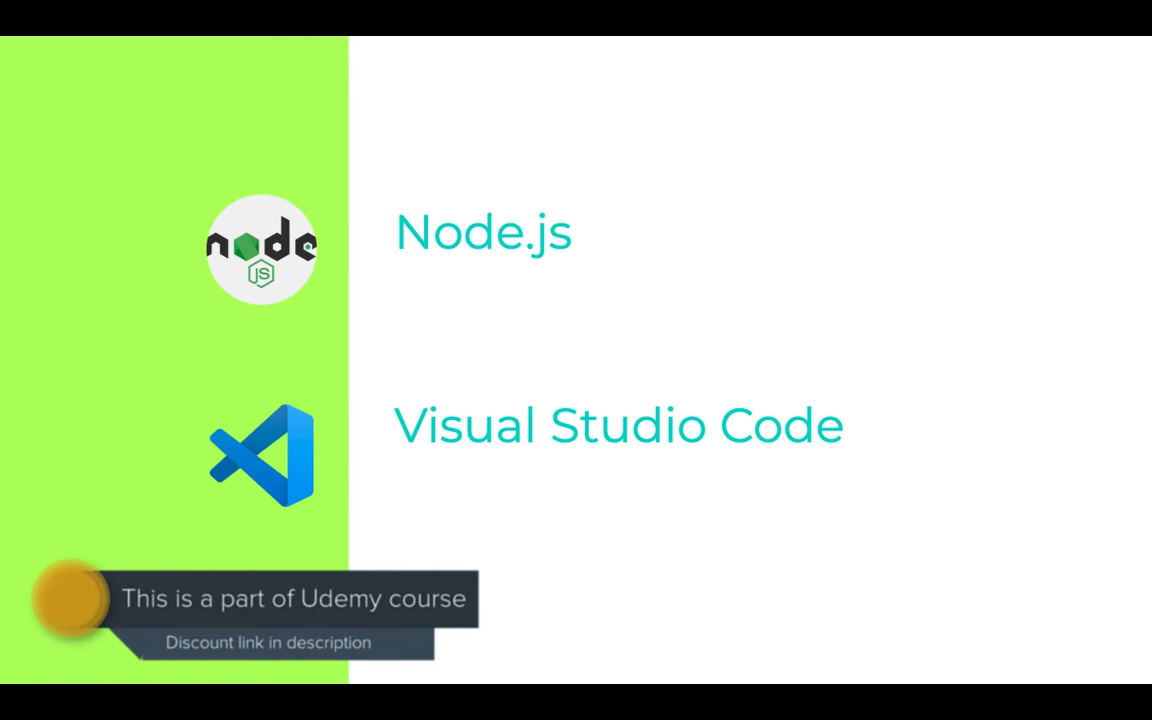 node
JS
Node.js
Visual Studio Code
This is a part of Udemy course
Discount link in description